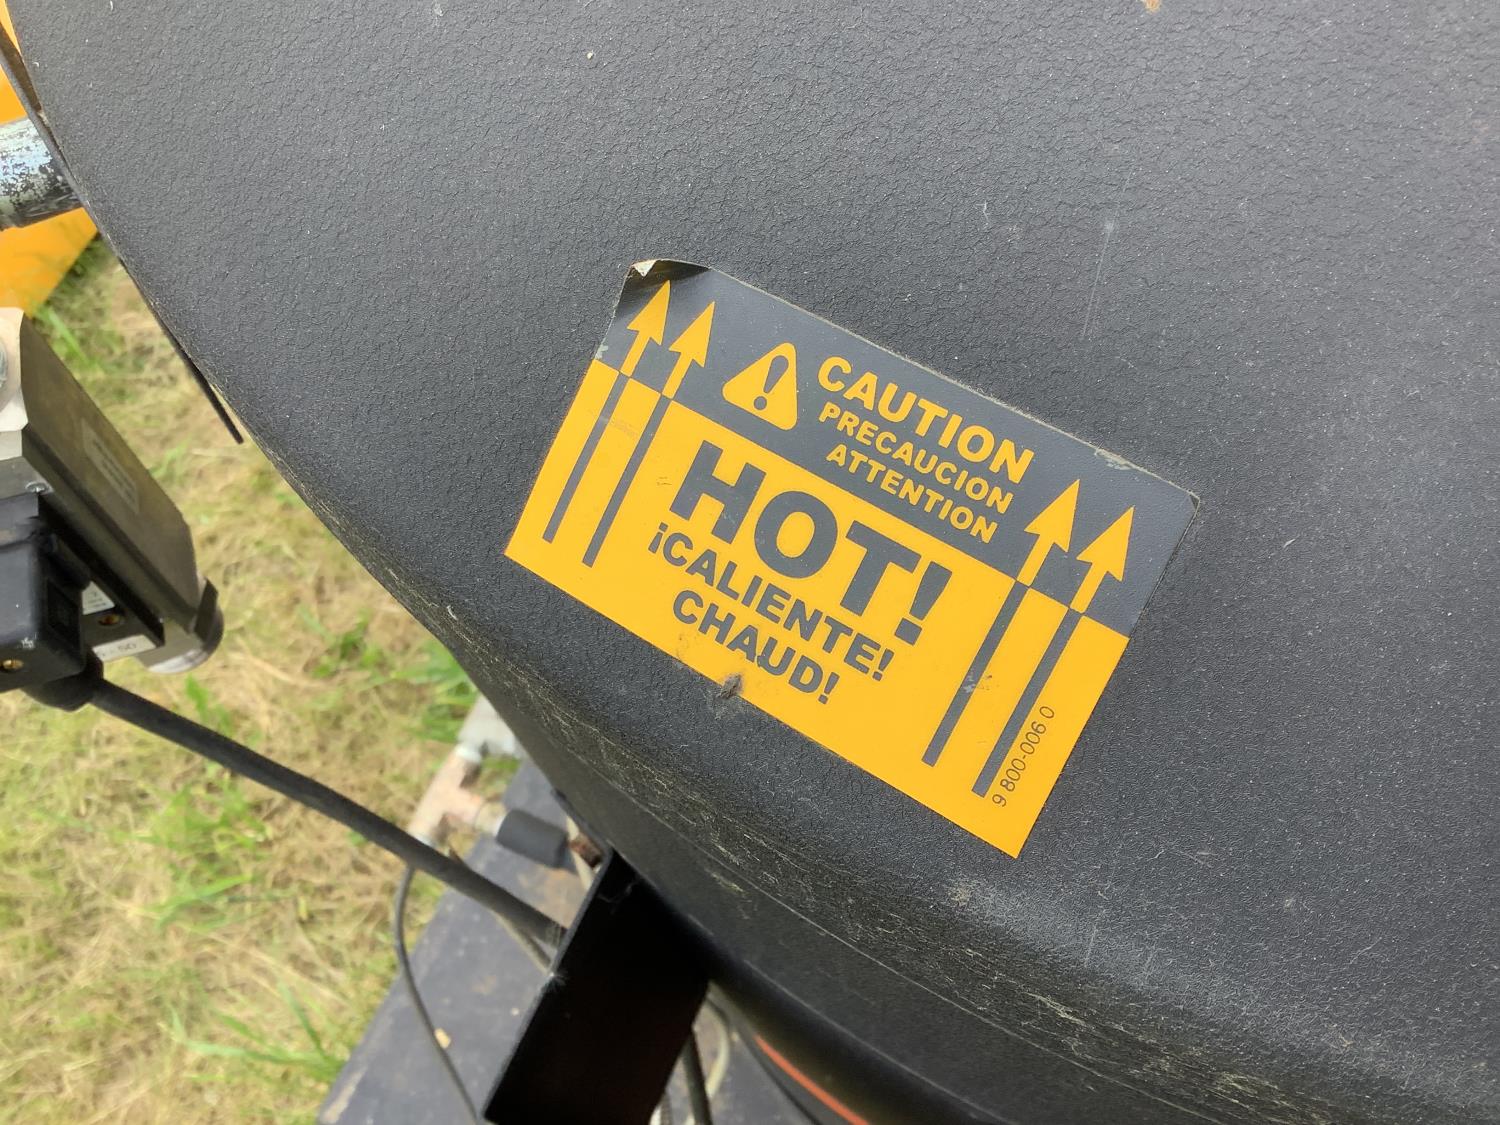 CAUTION
PRECAUCION
ATTENTION
HOT!
¡CALIENTE!
CHAUD!
9 800-006 0